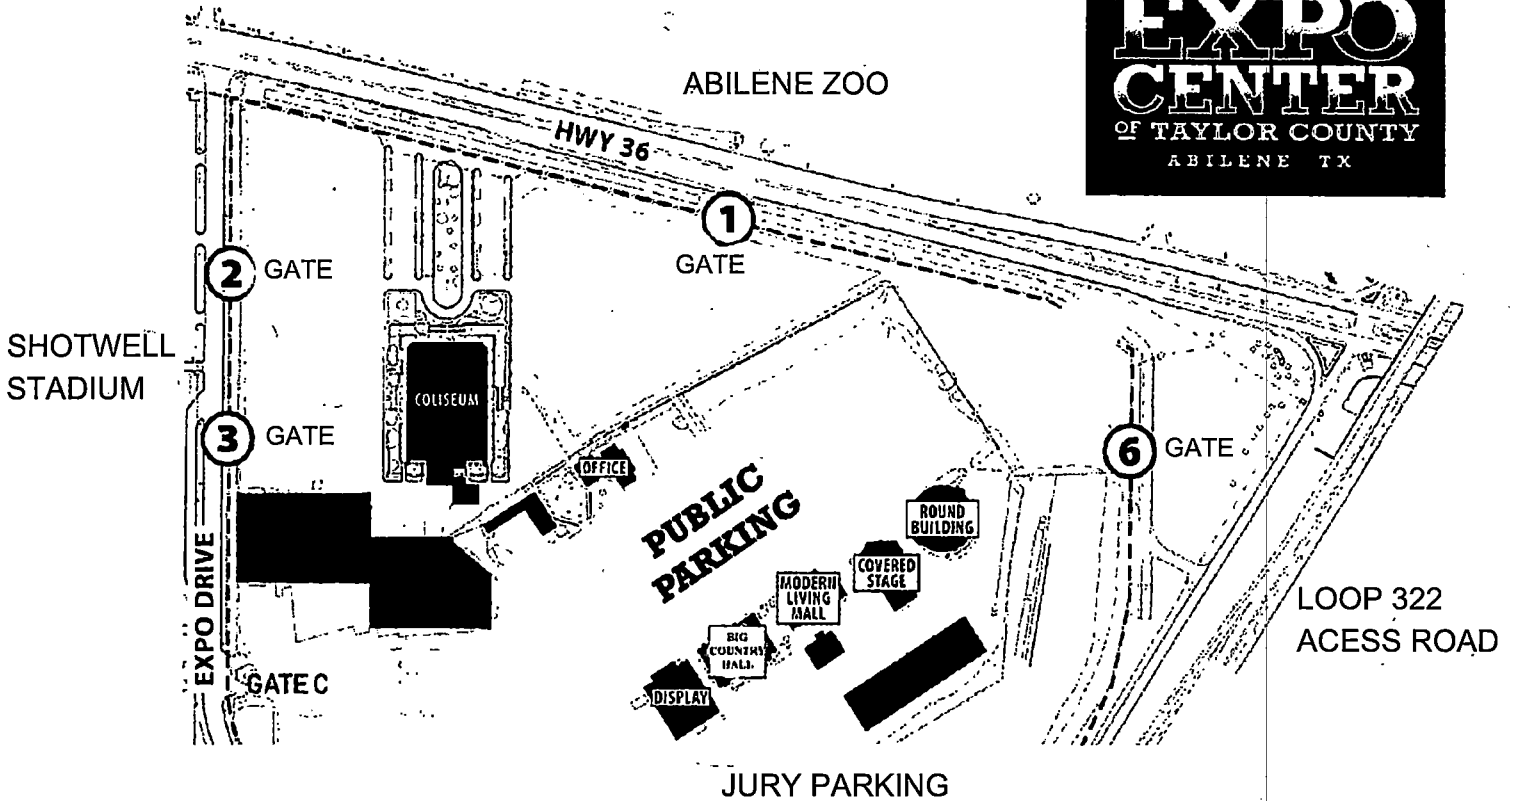 EXPO
CENTER
OF TAYLOR COUNTY
ABILENE TX
ABILENE ZOO
HWY 36
1
GATE
2 GATE
SHOTWELL
STADIUM
COLISEUM
3 GATE
6 GATE
OFFICE
PUBLIC
PARKING
ROUND
BUILDING
COVERED
STAGE
MODERN
LIVING
MALL
BIG
COUNTRY
HALL
DISPLAY
EXPO DRIVE
GATE C
LOOP 322
ACESS ROAD
JURY PARKING